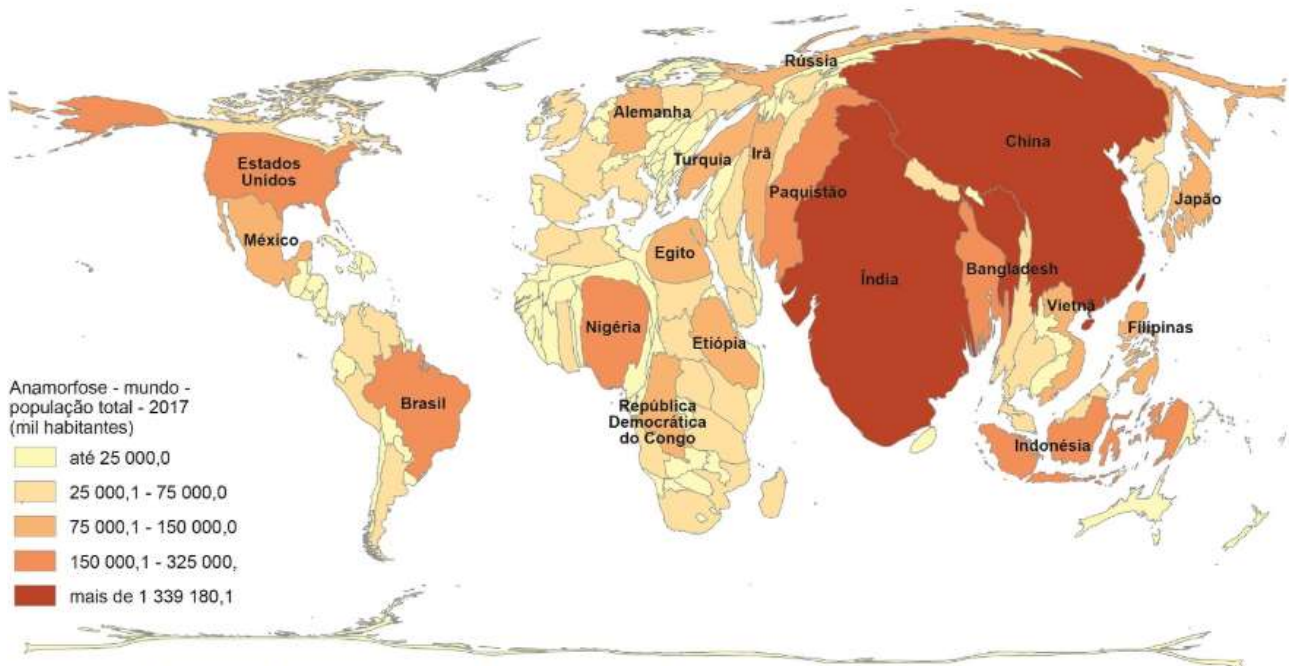 Rússia
Alemanha
China
Estados
Unidos
Turquia
Irã
Paquistão
Japão
México
Egito
Bangladesh
Índia
Vietnã
Nigéria
Filipinas
Etiópia
Anamorfose - mundo -
população total - 2017
(mil habitantes)
Brasil
República
Democrática
do Congo
Indonésia
até 25 000,0
25 000,1 - 75 000,0
75 000,1 - 150 000,0
150 000,1 - 325 000,
mais de 1 339 180,1